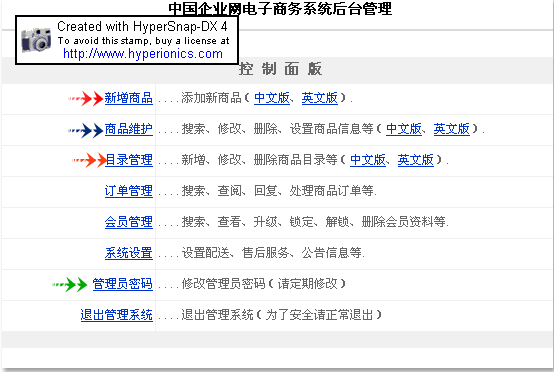 中国企业网电子商务系统后台管理
Created with HyperSnap-DX 4
To avoid this stamp, buy a license at
http://www.hyperionics.com
控 制 面 版
新增商品 ....添加新商品（中文版、英文版）.
商品维护 ....搜索、修改、删除、设置商品信息等（中文版、英文版）.
目录管理 ....新增、修改、删除商品目录等（中文版、英文版）.
订单管理 ....搜索、查阅、回复、处理商品订单等.
会员管理 ....搜索、查看、升级、锁定、解锁、删除会员资料等.
系统设置 ....设置配送、售后服务、公告信息等.
管理员密码 ....修改管理员密码（请定期修改）
退出管理系统 ....退出管理系统（为了安全请正常退出）